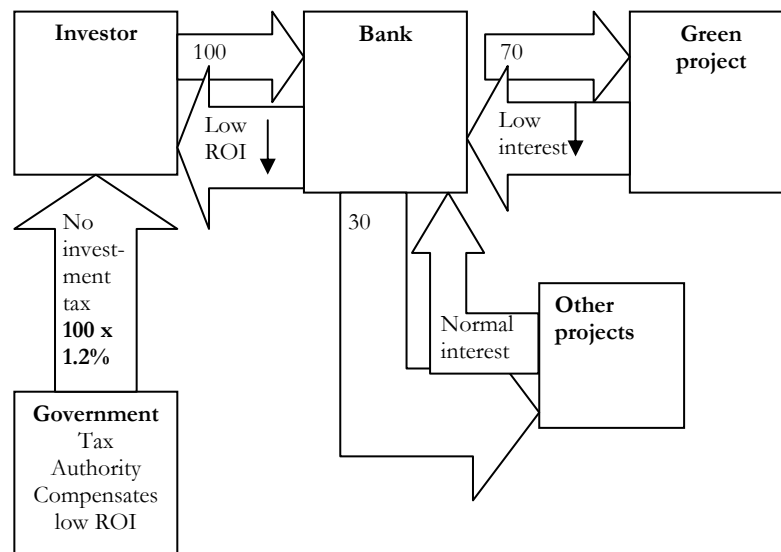 Investor
100
Bank
70
Green
project
Low
ROI
Low
interest
No
invest-
ment
tax
100 x
1.2%
30
Normal
interest
Other
projects
Government
Tax
Authority
Compensates
low ROI